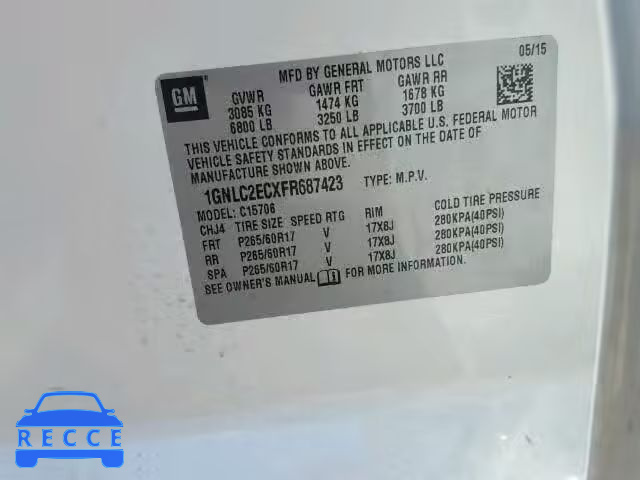 GM
MFD BY GENERAL MOTORS LLC
05/15
GVWR GAWR FRT GAWR RR
3085 KG 1474 KG 1678 KG
6800 LB 3250 LB 3700 LB
THIS VEHICLE CONFORMS TO ALL APPLICABLE U.S. FEDERAL MOTOR
VEHICLE SAFETY STANDARDS IN EFFECT ON THE DATE OF
MANUFACTURE SHOWN ABOVE.
1GNLC2ECXFR687423 TYPE: M.P.V.
MODEL: C15706
CHJ4 TIRE SIZE SPEED RTG RIM COLD TIRE PRESSURE
FRT P265/60R17 V 17X8J 280KPA(40PSI)
RR P265/60R17 V 17X8J 280KPA(40PSI)
SPA P265/60R17 V 17X8J 280KPA(40PSI)
SEE OWNER'S MANUAL FOR ADDITIONAL INFORMATION
RECCE